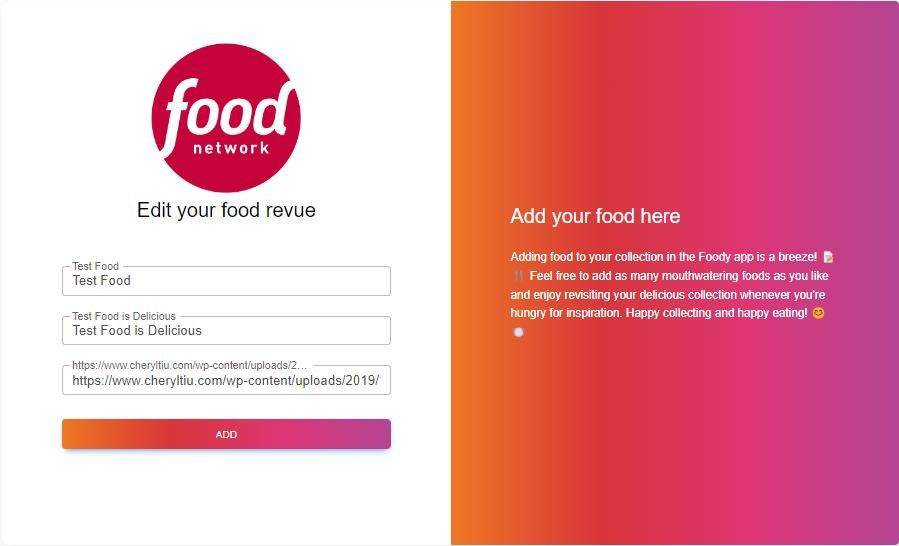 food
network
Edit your food revue
Test Food
Test Food
Test Food is Delicious
Test Food is Delicious
https://www.cheryltiu.com/wp-content/uploads/2...
https://www.cheryltiu.com/wp-content/uploads/2019/
ADD
Add your food here
Adding food to your collection in the Foody app is a breeze! 📝
🍴 Feel free to add as many mouthwatering foods as you like
and enjoy revisiting your delicious collection whenever you're
hungry for inspiration. Happy collecting and happy eating! 😊
🍽